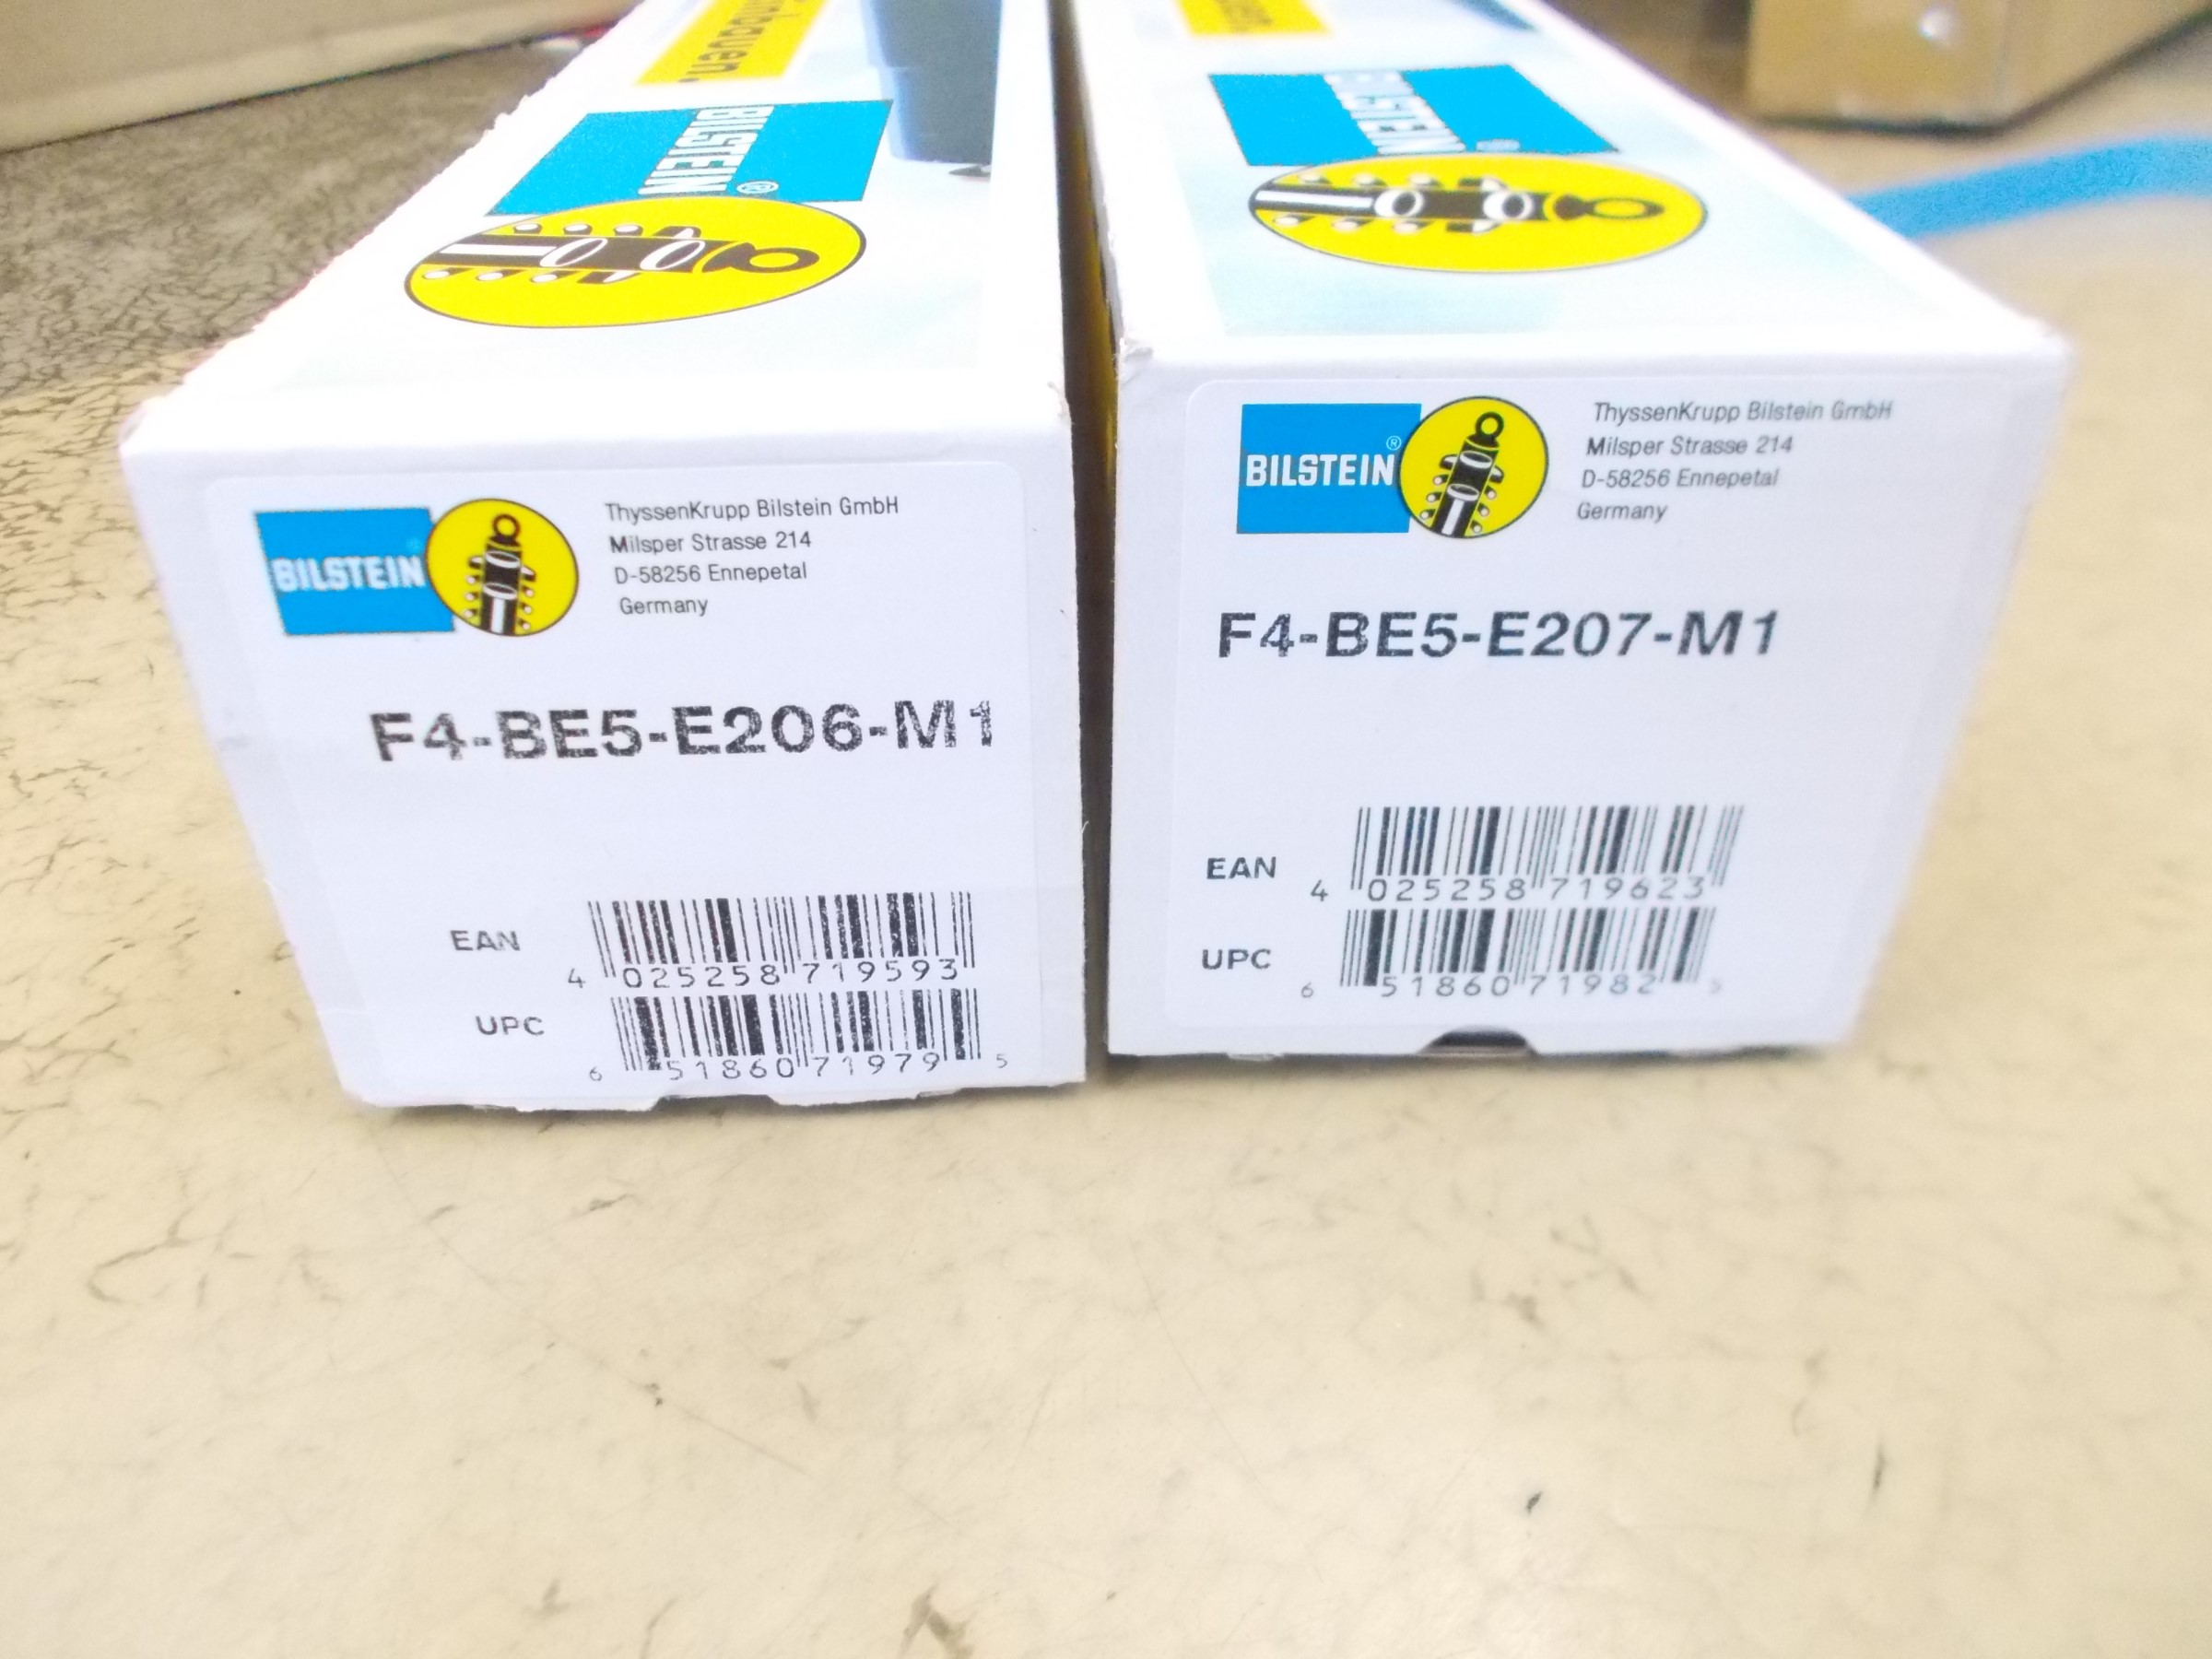 bauen.
BILSTEIN®
BILSTEIN®
BILSTEIN®
ThyssenKrupp Bilstein GmbH
Milsper Strasse 214
D-58256 Ennepetal
Germany
F4-BE5-E206-M1
EAN
4 025258 719593
UPC
6 51860 71979 5
BILSTEIN®
ThyssenKrupp Bilstein GmbH
Milsper Strasse 214
D-58256 Ennepetal
Germany
F4-BE5-E207-M1
EAN
4 025258 719623
UPC
6 51860 71982